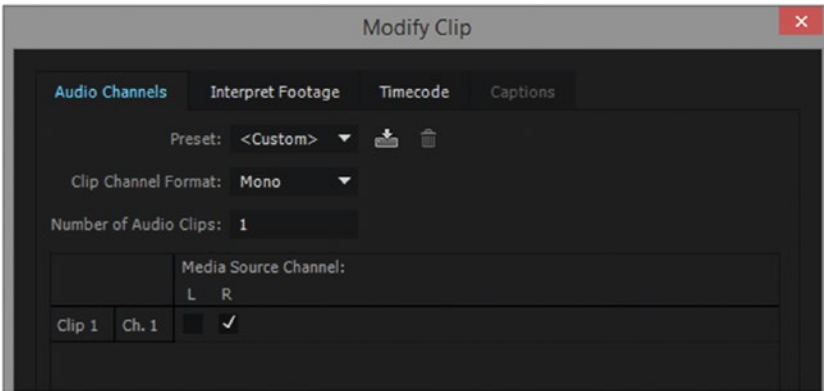 Modify Clip
Audio Channels Interpret Footage Timecode Captions
Preset: <Custom>
Clip Channel Format: Mono
Number of Audio Clips: 1
Media Source Channel:
L R
Clip 1 Ch. 1